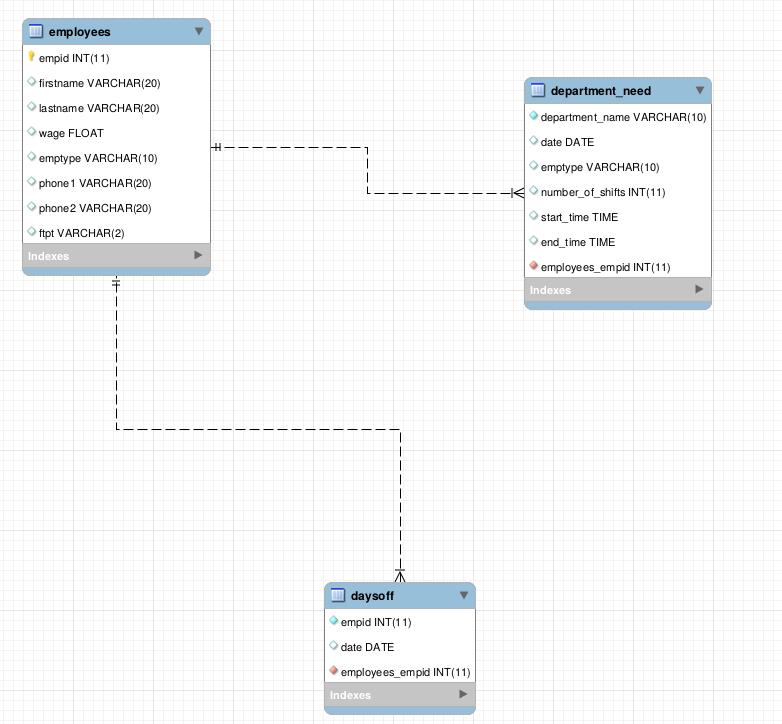 employees
empid INT(11)
firstname VARCHAR(20)
lastname VARCHAR(20)
wage FLOAT
emptype VARCHAR(10)
phone1 VARCHAR(20)
phone2 VARCHAR(20)
ftpt VARCHAR(2)
Indexes
department_need
department_name VARCHAR(10)
date DATE
emptype VARCHAR(10)
number_of_shifts INT(11)
start_time TIME
end_time TIME
employees_empid INT(11)
Indexes
daysoff
empid INT(11)
date DATE
employees_empid INT(11)
Indexes